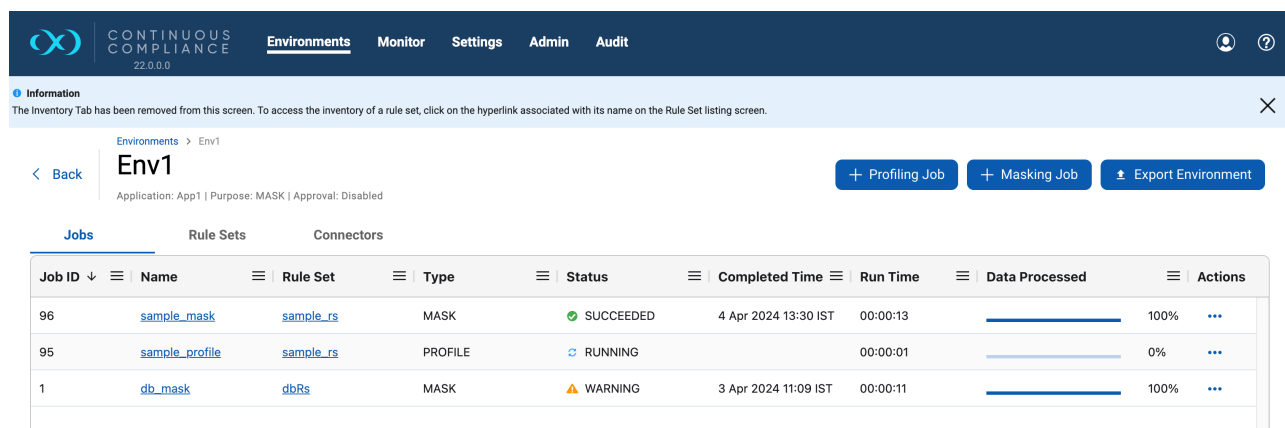 CONTINUOUS
COMPLIANCE
22.0.0.0
Environments Monitor Settings Admin Audit
Information
The Inventory Tab has been removed from this screen. To access the inventory of a rule set, click on the hyperlink associated with its name on the Rule Set listing screen.
Environments > Env1
Back
Env1
Application: App1 | Purpose: MASK | Approval: Disabled
+ Profiling Job + Masking Job Export Environment
Jobs Rule Sets Connectors
Job ID Name Rule Set Type Status Completed Time Run Time Data Processed Actions
96 sample_mask sample_rs MASK SUCCEEDED 4 Apr 2024 13:30 IST 00:00:13 100%
95 sample_profile sample_rs PROFILE RUNNING 00:00:01 0%
1 db_mask dbRs MASK WARNING 3 Apr 2024 11:09 IST 00:00:11 100%